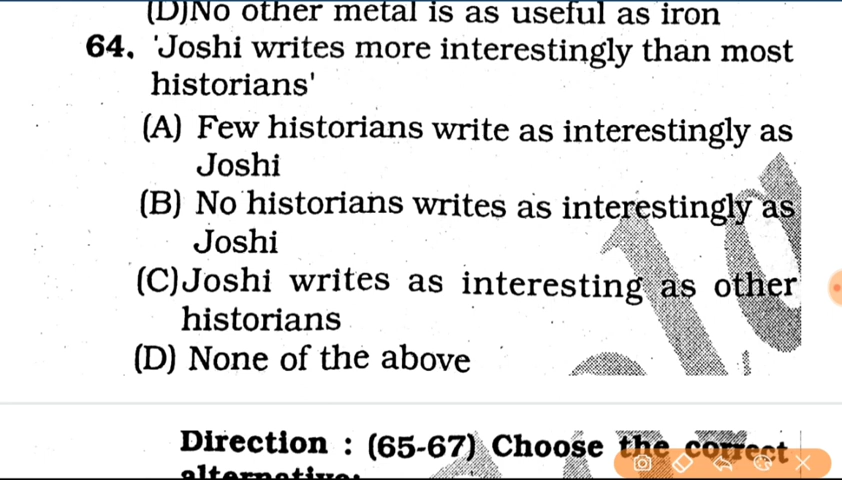 (D)No other metal is as useful as iron
64. 'Joshi writes more interestingly than most
historians'
(A) Few historians write as interestingly as
Joshi
(B) No historians writes as interestingly as
Joshi
(C)Joshi writes as interesting as other
historians
(D) None of the above
Direction : (65-67) Choose the correct
alternative: